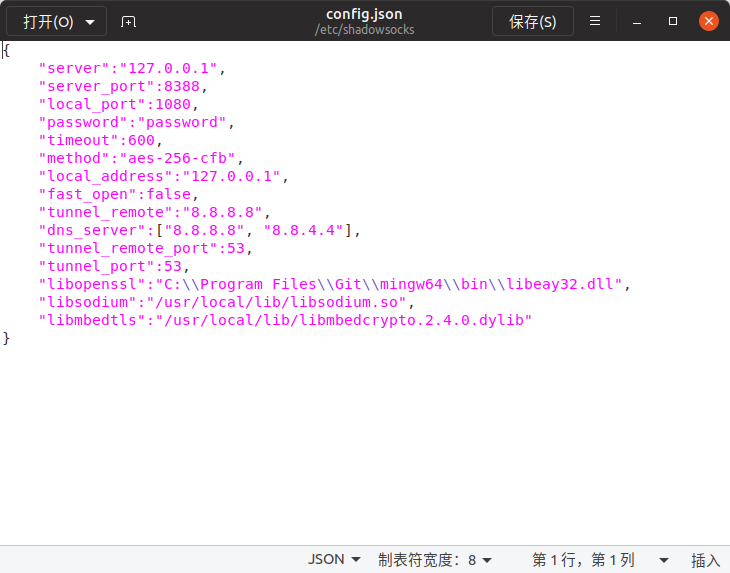 打开(O)
config.json
/etc/shadowsocks
保存(S)
{
    "server":"127.0.0.1",
    "server_port":8388,
    "local_port":1080,
    "password":"password",
    "timeout":600,
    "method":"aes-256-cfb",
    "local_address":"127.0.0.1",
    "fast_open":false,
    "tunnel_remote":"8.8.8.8",
    "dns_server":["8.8.8.8", "8.8.4.4"],
    "tunnel_remote_port":53,
    "tunnel_port":53,
    "libopenssl":"C:\\Program Files\\Git\\mingw64\\bin\\libeay32.dll",
    "libsodium":"/usr/local/lib/libsodium.so",
    "libmbedtls":"/usr/local/lib/libmbedcrypto.2.4.0.dylib"
}
JSON 制表符宽度：8 第 1 行，第 1 列 插入